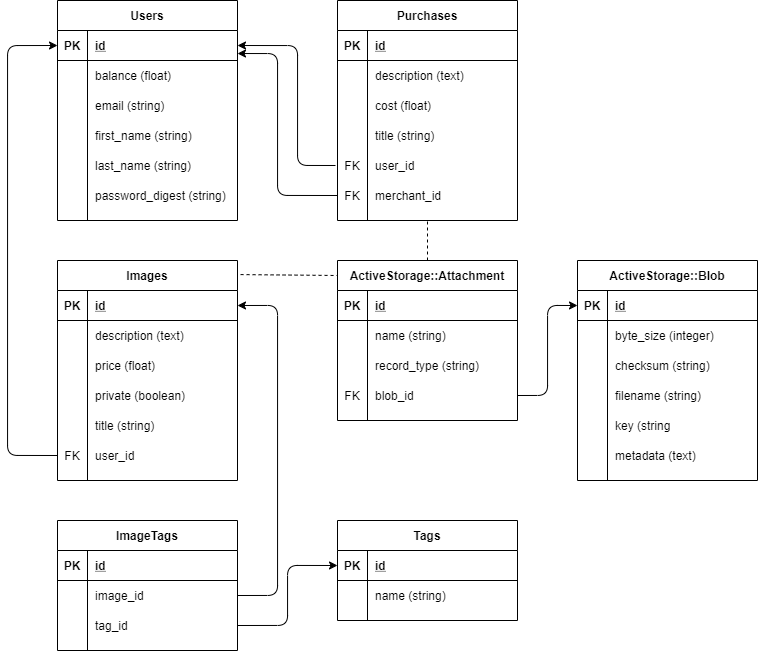 Users
PK id
balance (float)
email (string)
first_name (string)
last_name (string)
password_digest (string)
Purchases
PK id
description (text)
cost (float)
title (string)
FK user_id
FK merchant_id
Images
PK id
description (text)
price (float)
private (boolean)
title (string)
FK user_id
ActiveStorage::Attachment
PK id
name (string)
record_type (string)
FK blob_id
ActiveStorage::Blob
PK id
byte_size (integer)
checksum (string)
filename (string)
key (string
metadata (text)
ImageTags
PK id
image_id
tag_id
Tags
PK id
name (string)